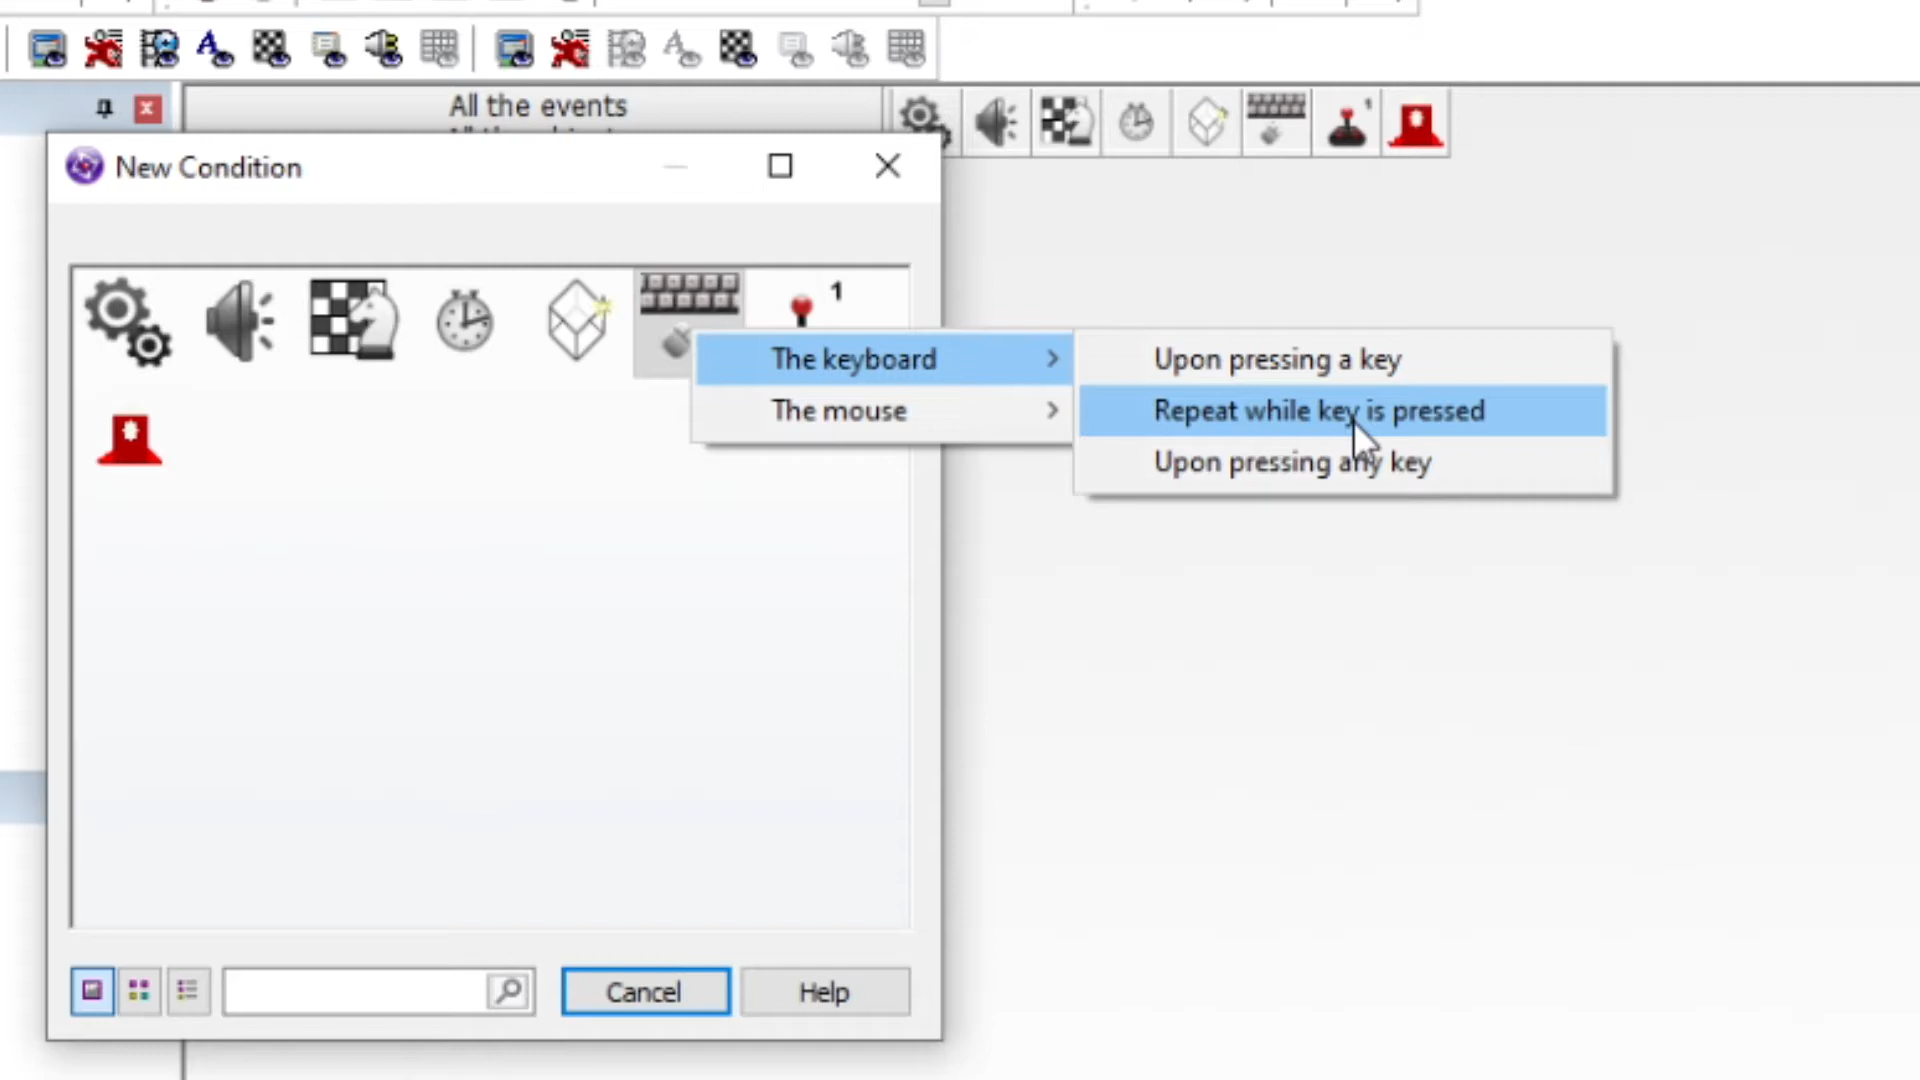 All the events
1
New Condition
1
The keyboard
The mouse
Upon pressing a key
Repeat while key is pressed
Upon pressing any key
Cancel
Help